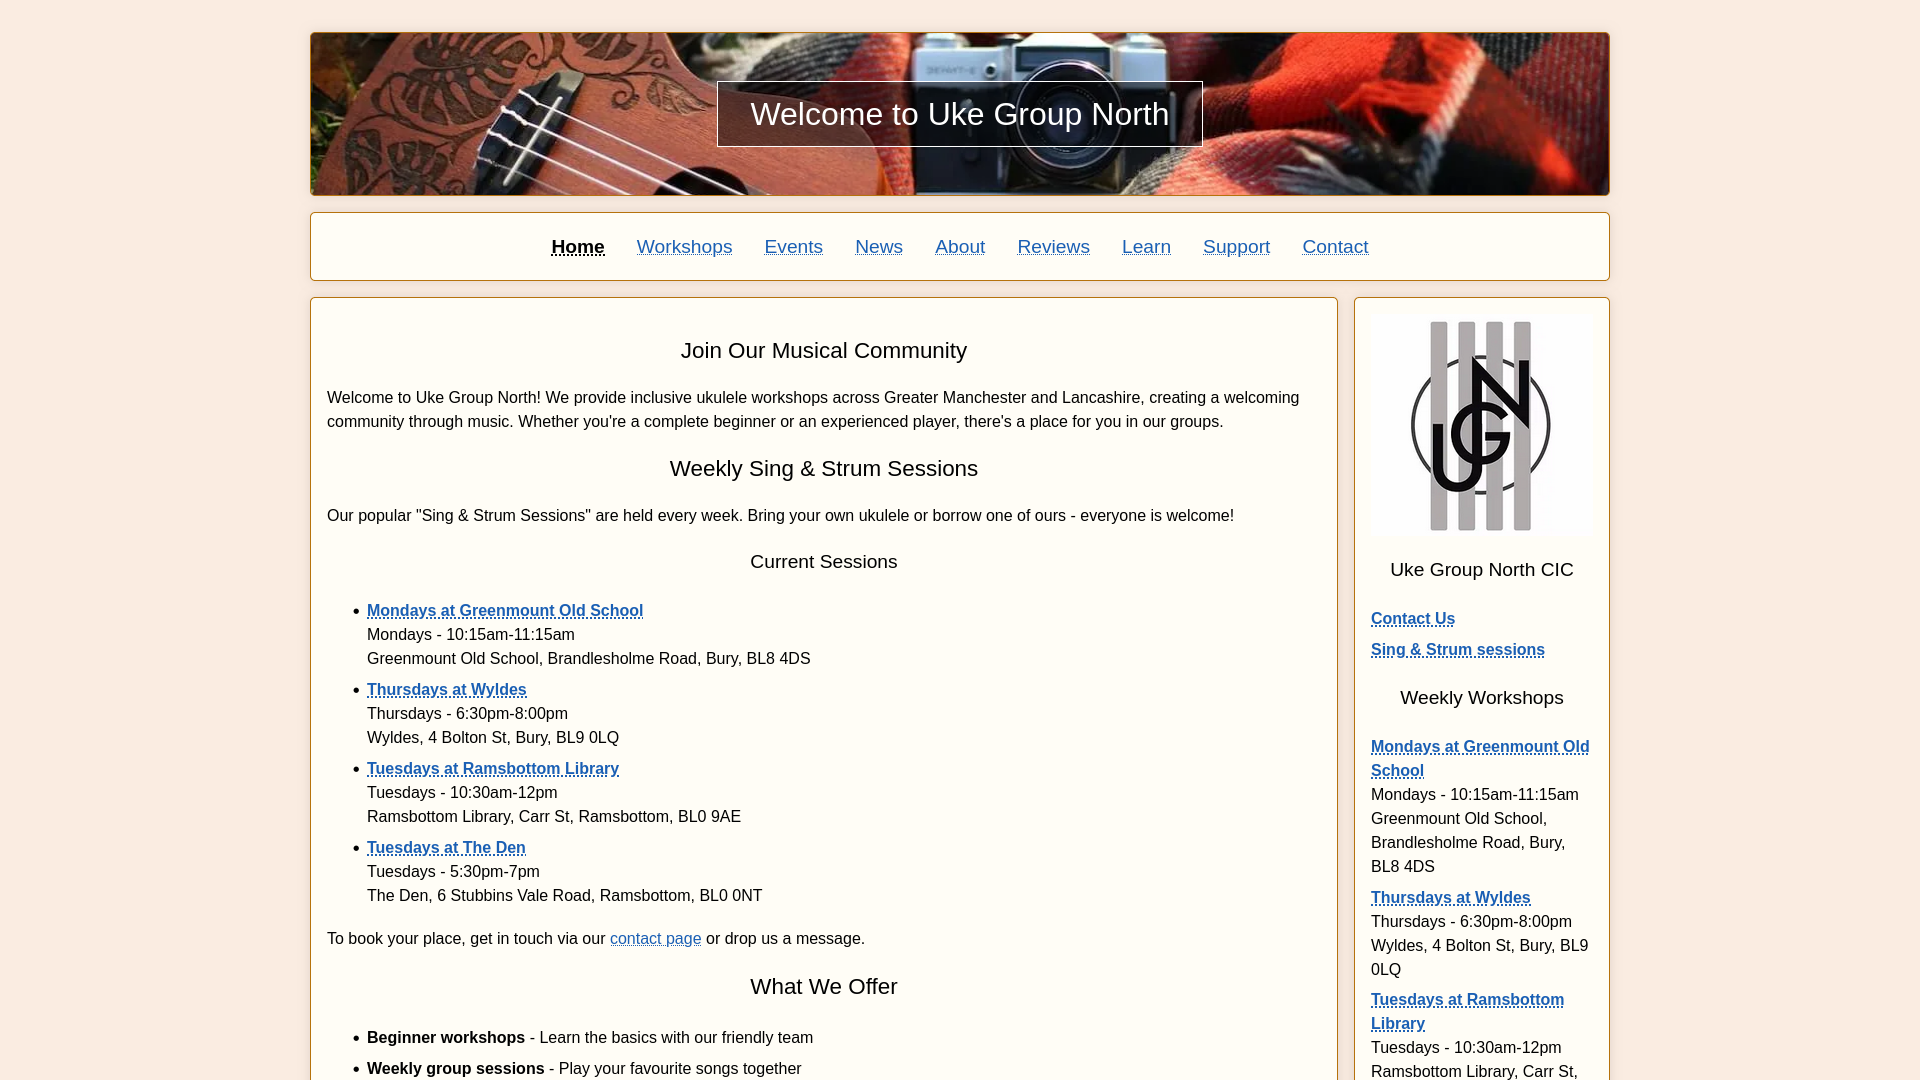 Welcome to Uke Group North
Home Workshops Events News About Reviews Learn Support Contact
Join Our Musical Community
Welcome to Uke Group North! We provide inclusive ukulele workshops across Greater Manchester and Lancashire, creating a welcoming
community through music. Whether you're a complete beginner or an experienced player, there's a place for you in our groups.
Weekly Sing & Strum Sessions
Our popular "Sing & Strum Sessions" are held every week. Bring your own ukulele or borrow one of ours - everyone is welcome!
Current Sessions
• Mondays at Greenmount Old School
Mondays - 10:15am-11:15am
Greenmount Old School, Brandlesholme Road, Bury, BL8 4DS
• Thursdays at Wyldes
Thursdays - 6:30pm-8:00pm
Wyldes, 4 Bolton St, Bury, BL9 0LQ
• Tuesdays at Ramsbottom Library
Tuesdays - 10:30am-12pm
Ramsbottom Library, Carr St, Ramsbottom, BL0 9AE
• Tuesdays at The Den
Tuesdays - 5:30pm-7pm
The Den, 6 Stubbins Vale Road, Ramsbottom, BL0 0NT
To book your place, get in touch via our contact page or drop us a message.
What We Offer
• Beginner workshops - Learn the basics with our friendly team
• Weekly group sessions - Play your favourite songs together
UGN
Uke Group North CIC
Contact Us
Sing & Strum sessions
Weekly Workshops
Mondays at Greenmount Old
School
Mondays - 10:15am-11:15am
Greenmount Old School,
Brandlesholme Road, Bury,
BL8 4DS
Thursdays at Wyldes
Thursdays - 6:30pm-8:00pm
Wyldes, 4 Bolton St, Bury, BL9
0LQ
Tuesdays at Ramsbottom
Library
Tuesdays - 10:30am-12pm
Ramsbottom Library, Carr St,